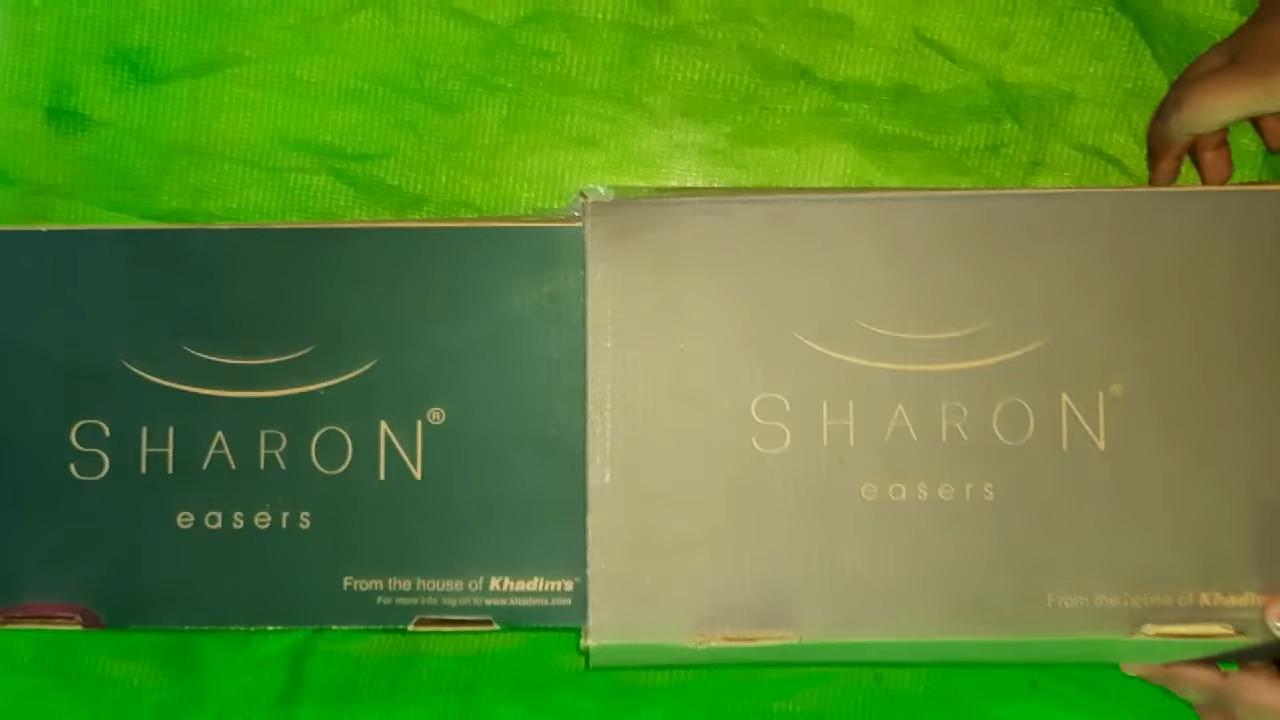 SHARON®
easers
From the house of Khadim's
For more info. log on to www.khadims.com
SHARON®
easers
From the house of Khadim